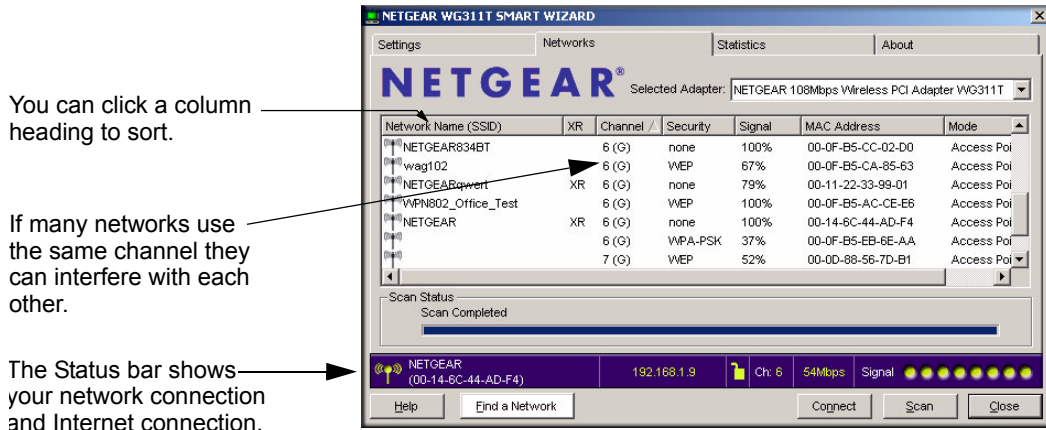 NETGEAR WG311T SMART WIZARD
Settings Networks Statistics About
NETGEAR®
Selected Adapter: NETGEAR 108Mbps Wireless PCI Adapter WG311T
You can click a column
heading to sort.
Network Name (SSID) XR Channel Security Signal MAC Address Mode
NETGEAR834BT 6 (G) none 100% 00-0F-B5-CC-02-D0 Access Poi
wag102 6 (G) WEP 67% 00-0F-B5-CA-85-63 Access Poi
NETGEARqwert XR 6 (G) none 79% 00-11-22-33-99-01 Access Poi
WPN802_Office_Test 6 (G) WEP 100% 00-0F-B5-AC-CE-E6 Access Poi
NETGEAR XR 6 (G) none 100% 00-14-6C-44-AD-F4 Access Poi
6 (G) WPA-PSK 37% 00-0F-B5-EB-6E-AA Access Poi
7 (G) WEP 52% 00-0D-88-56-7D-B1 Access Poi
If many networks use
the same channel they
can interfere with each
other.
Scan Status
Scan Completed
The Status bar shows
your network connection
and Internet connection.
NETGEAR
(00-14-6C-44-AD-F4)
192.168.1.9 Ch: 6 54Mbps Signal
Help Find a Network Connect Scan Close